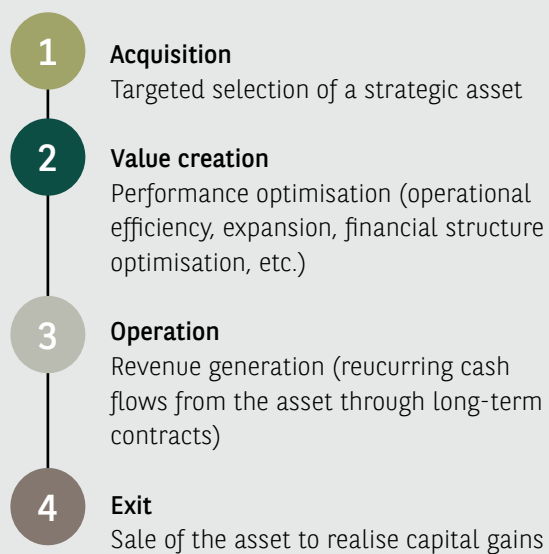 1
Acquisition
Targeted selection of a strategic asset
2
Value creation
Performance optimisation (operational
efficiency, expansion, financial structure
optimisation, etc.)
3
Operation
Revenue generation (reucurring cash
flows from the asset through long-term
contracts)
4
Exit
Sale of the asset to realise capital gains